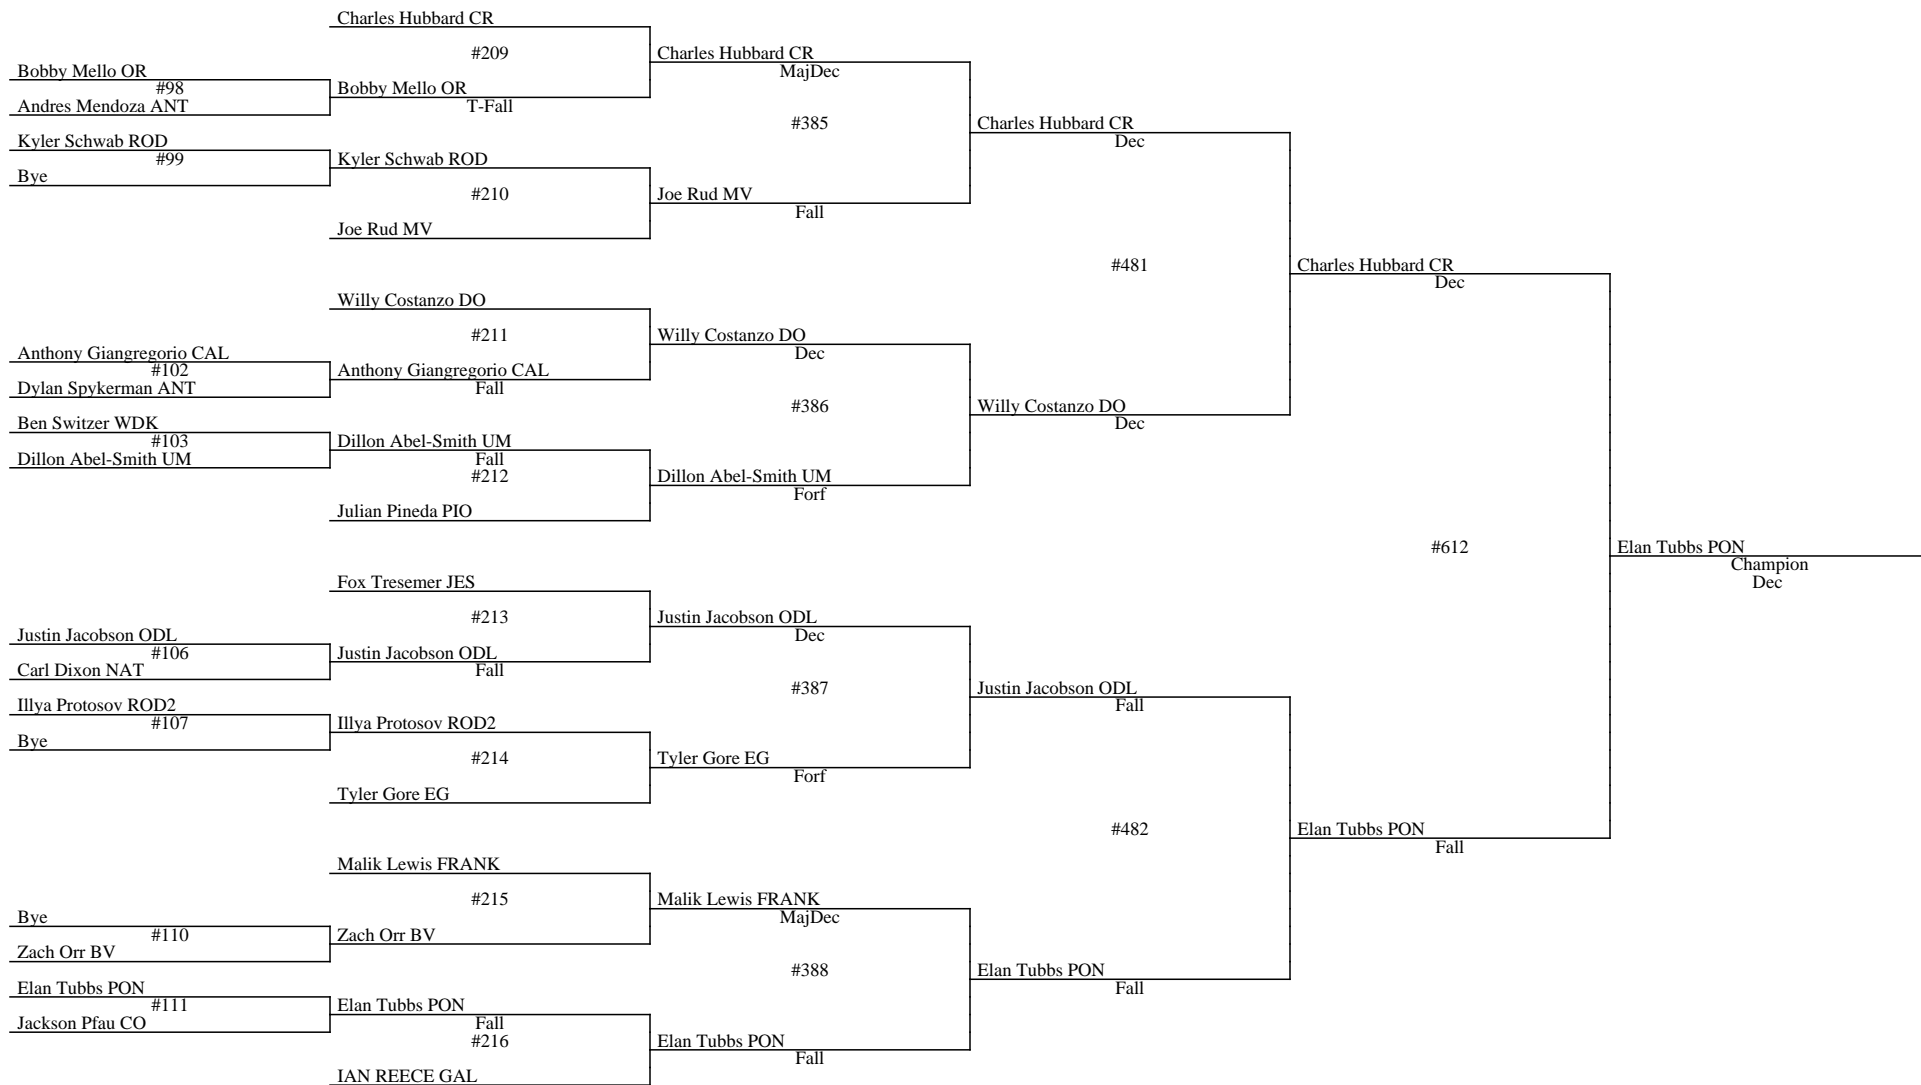 Charles Hubbard CR
#209
Charles Hubbard CR
Bobby Mello OR
MajDec
#98
Bobby Mello OR
Andres Mendoza ANT
T-Fall
#385
Charles Hubbard CR
Kyler Schwab ROD
Dec
#99
Kyler Schwab ROD
Bye
#210
Joe Rud MV
Fall
Joe Rud MV
#481
Charles Hubbard CR
Dec
Willy Costanzo DO
#211
Willy Costanzo DO
Anthony Giangregorio CAL
Dec
#102
Anthony Giangregorio CAL
Dylan Spykerman ANT
Fall
#386
Willy Costanzo DO
Ben Switzer WDK
Dec
#103
Dillon Abel-Smith UM
Dillon Abel-Smith UM
Fall
#212
Dillon Abel-Smith UM
Forf
Julian Pineda PIO
#612
Elan Tubbs PON
Champion
Dec
Fox Tresemer JES
#213
Justin Jacobson ODL
Justin Jacobson ODL
Dec
#106
Justin Jacobson ODL
Carl Dixon NAT
Fall
#387
Justin Jacobson ODL
Illya Protosov ROD2
Fall
#107
Illya Protosov ROD2
Bye
#214
Tyler Gore EG
Forf
Tyler Gore EG
#482
Elan Tubbs PON
Fall
Malik Lewis FRANK
#215
Malik Lewis FRANK
Bye
MajDec
#110
Zach Orr BV
Zach Orr BV
#388
Elan Tubbs PON
Elan Tubbs PON
Fall
#111
Elan Tubbs PON
Jackson Pfau CO
Fall
#216
Elan Tubbs PON
Fall
IAN REECE GAL